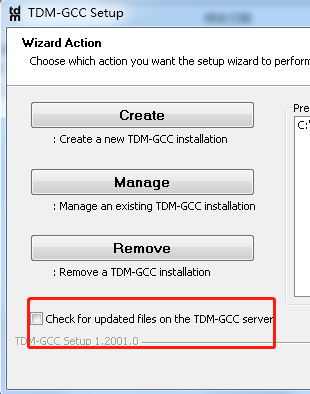 tdm TDM-GCC Setup
Wizard Action
Choose which action you want the setup wizard to perform
Create
: Create a new TDM-GCC installation
Pre
C:\
Manage
: Manage an existing TDM-GCC installation
Remove
: Remove a TDM-GCC installation
Check for updated files on the TDM-GCC server
TDM-GCC Setup 1.2001.0